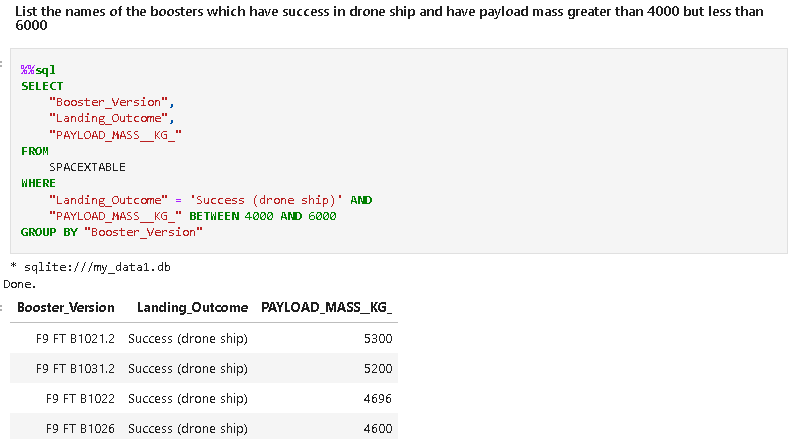 List the names of the boosters which have success in drone ship and have payload mass greater than 4000 but less than
6000
%%sql
SELECT
"Booster_Version",
"Landing_Outcome",
"PAYLOAD_MASS__KG_"
FROM
SPACEXTABLE
WHERE
"Landing_Outcome" = 'Success (drone ship)' AND
"PAYLOAD_MASS__KG_" BETWEEN 4000 AND 6000
GROUP BY "Booster_Version"
* sqlite:///my_data1.db
Done.
Booster_Version Landing_Outcome PAYLOAD_MASS__KG_
F9 FT B1021.2 Success (drone ship) 5300
F9 FT B1031.2 Success (drone ship) 5200
F9 FT B1022 Success (drone ship) 4696
F9 FT B1026 Success (drone ship) 4600